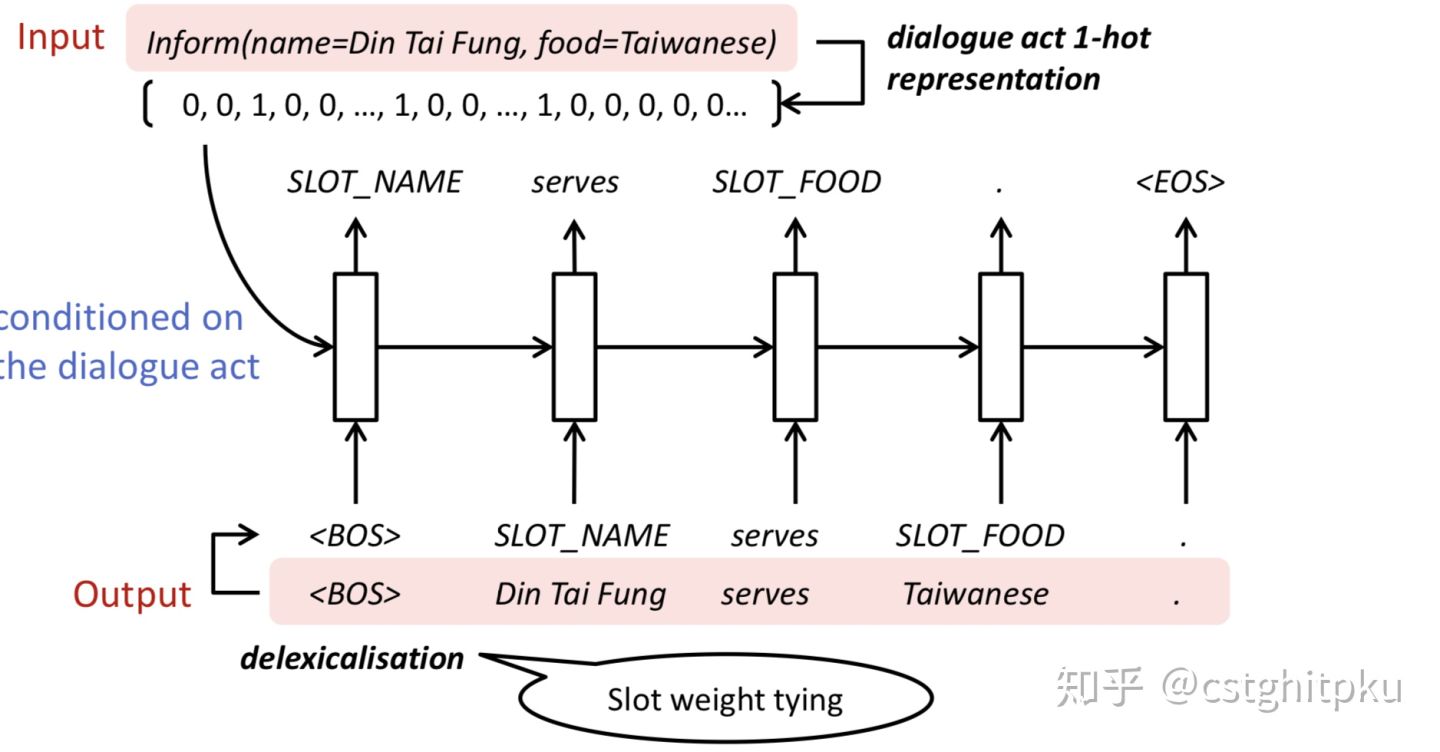 Input
Inform(name=Din Tai Fung, food=Taiwanese)
dialogue act 1-hot
representation
[ 0, 0, 1, 0, 0, …, 1, 0, 0, …, 1, 0, 0, 0, 0, 0… ]
SLOT_NAME serves SLOT_FOOD . <EOS>
conditioned on
the dialogue act
<BOS> SLOT_NAME serves SLOT_FOOD .
Output
<BOS> Din Tai Fung serves Taiwanese .
delexicalisation
Slot weight tying
知乎 @cstghitpku